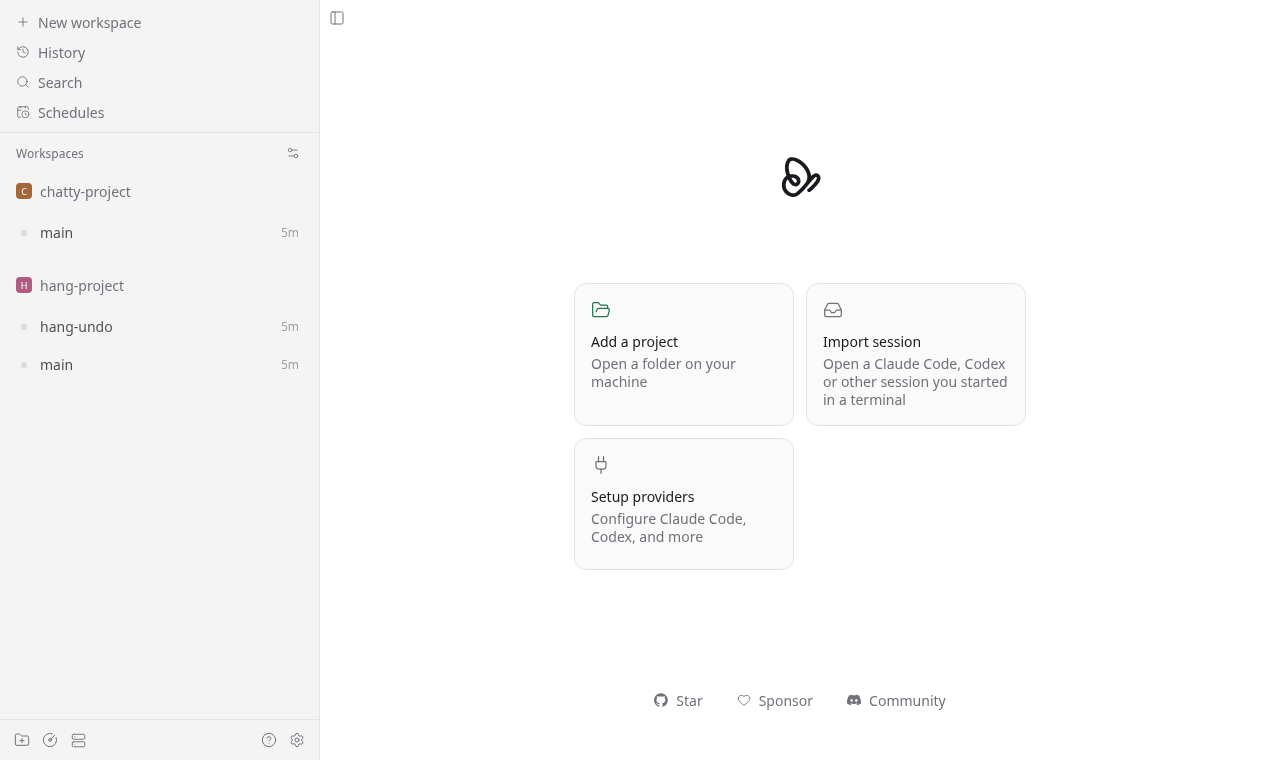 New workspace
History
Search
Schedules
Workspaces
C chatty-project
main 5m
H hang-project
hang-undo 5m
main 5m
Add a project
Open a folder on your
machine
Import session
Open a Claude Code, Codex
or other session you started
in a terminal
Setup providers
Configure Claude Code,
Codex, and more
Star
Sponsor
Community